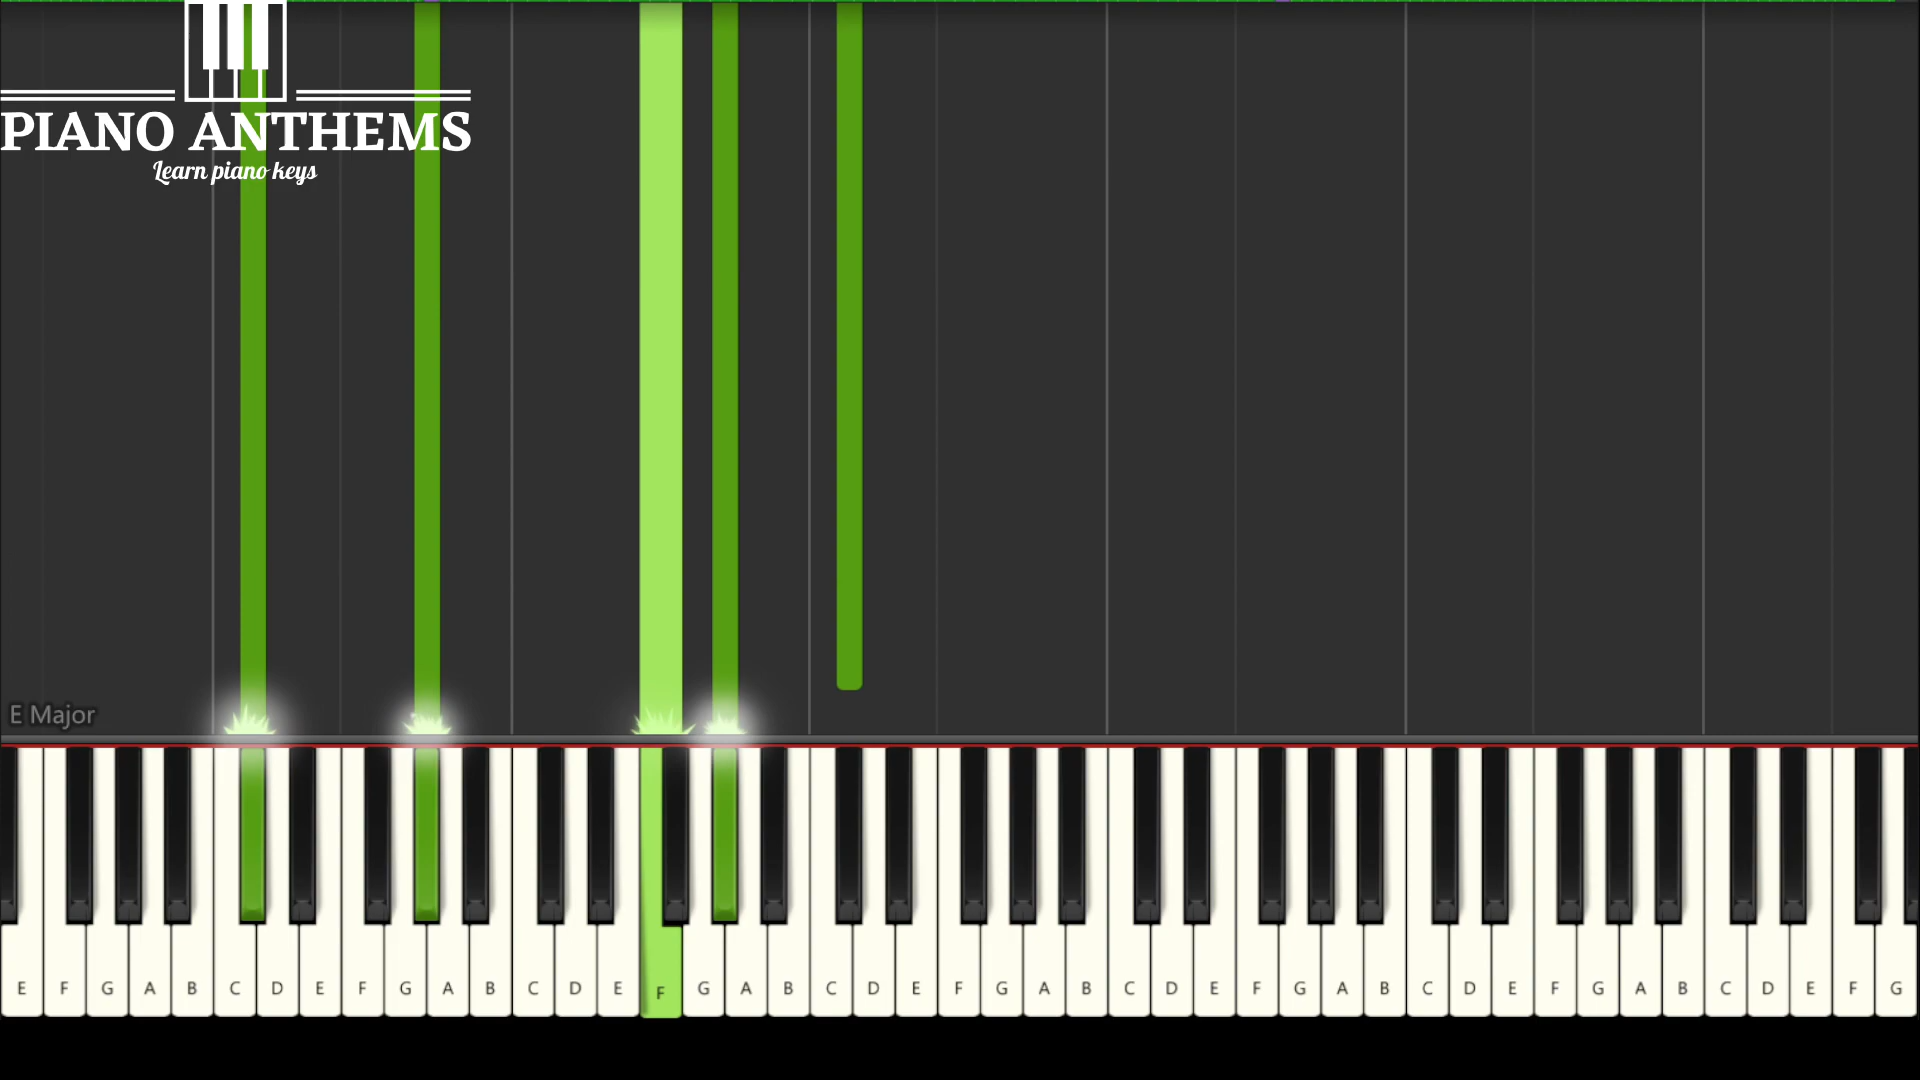 PIANO ANTHEMS
Learn piano keys
E Major
E F G A B C D E F G A B C D E F G A B C D E F G A B C D E F G A B C D E F G A B C D E F G